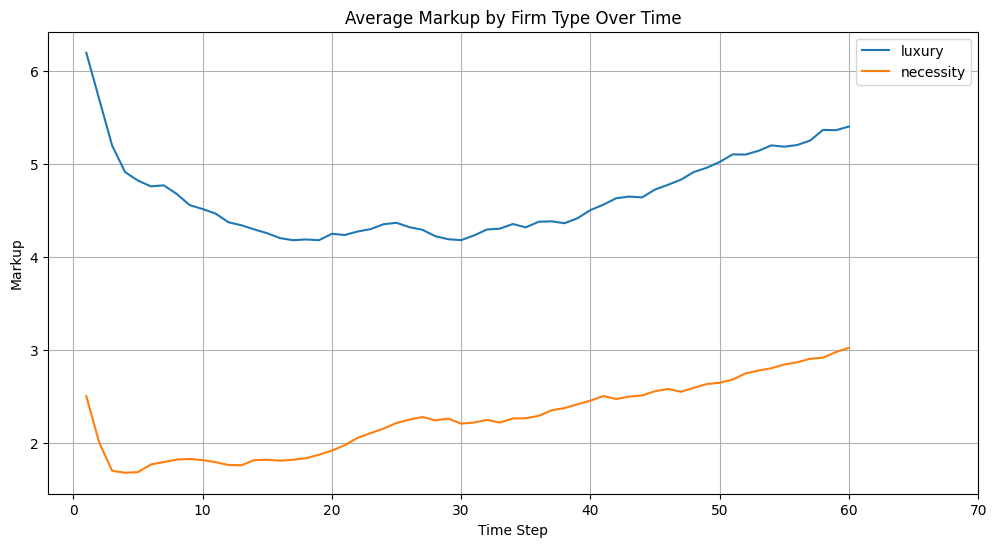 Average Markup by Firm Type Over Time
luxury
necessity
Markup
6
5
4
3
2
0 10 20 30 40 50 60 70
Time Step